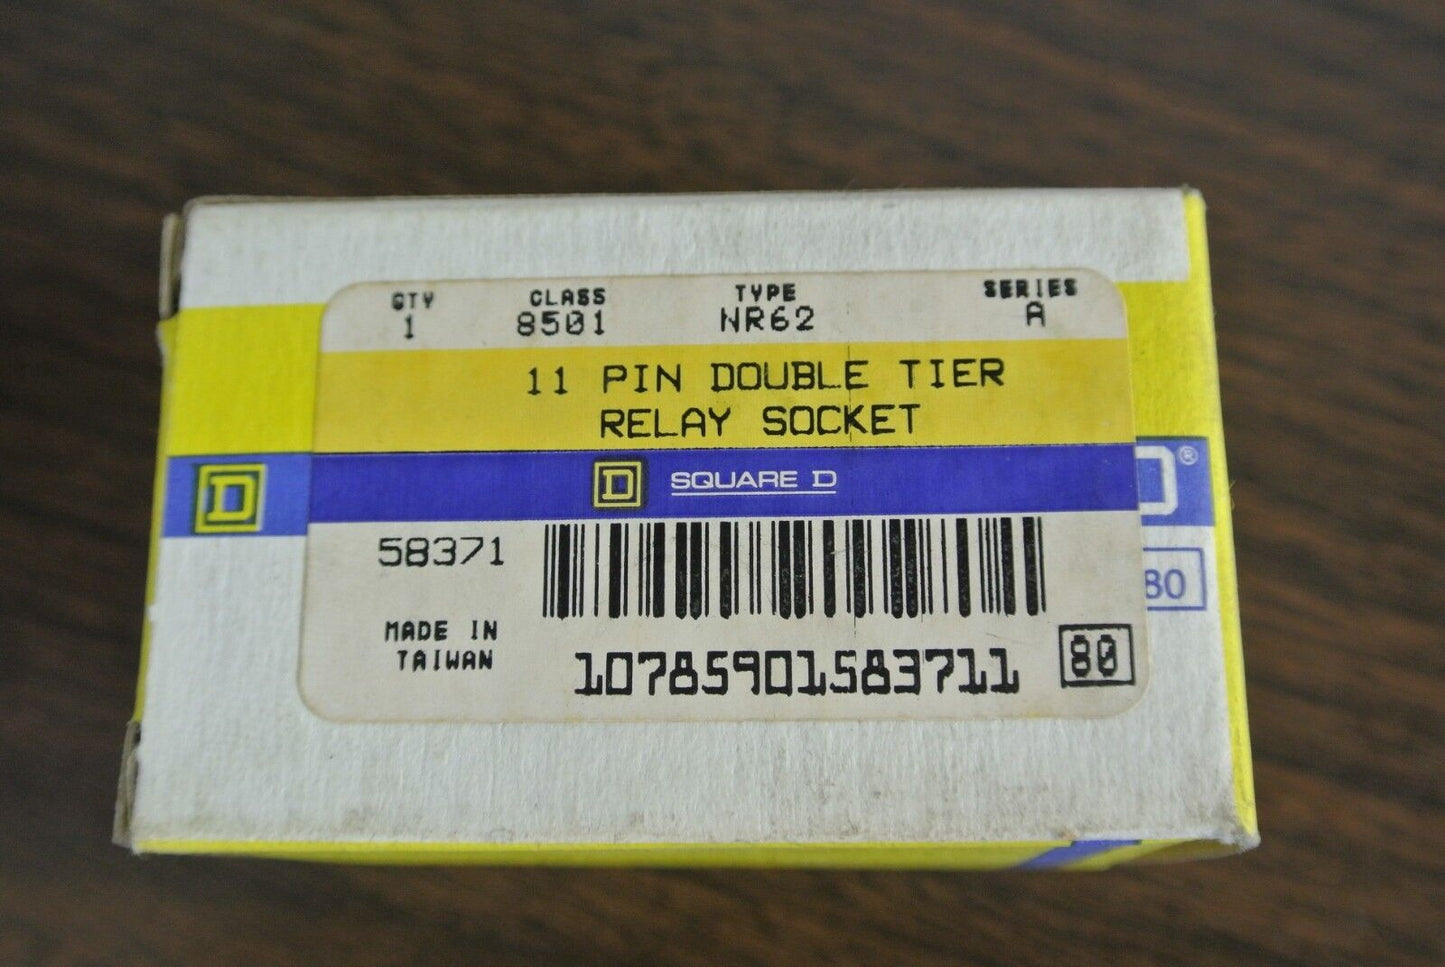 QTY CLASS TYPE SERIES
1 8501 NR62 A
11 PIN DOUBLE TIER
RELAY SOCKET
D D SQUARE D D®
58371
80
MADE IN
TAIWAN
10785901583711 80